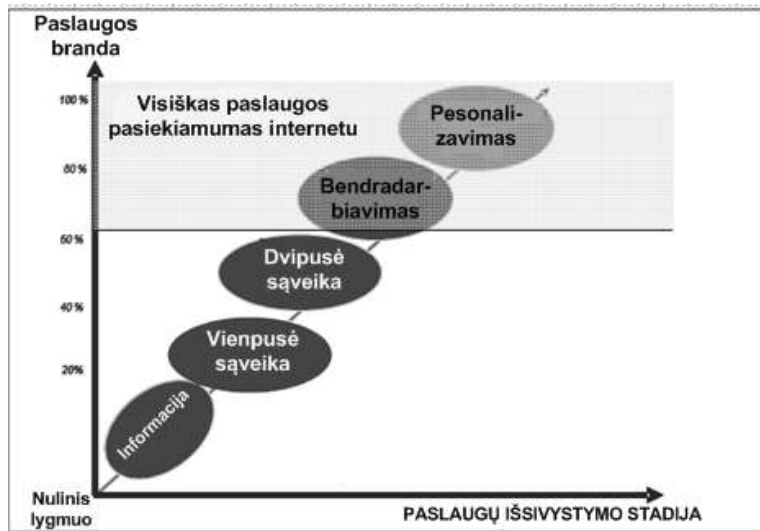 Paslaugos
branda
100%
Visiškas paslaugos
pasiekiamumas internetu
Pesonali-
zavimas
80%
Bendradar-
biavimas
60%
Dvipusė
sąveika
40%
Vienpusė
sąveika
20%
Informacija
Nulinis
lygmuo
PASLAUGŲ IŠSIVYSTYMO STADIJA